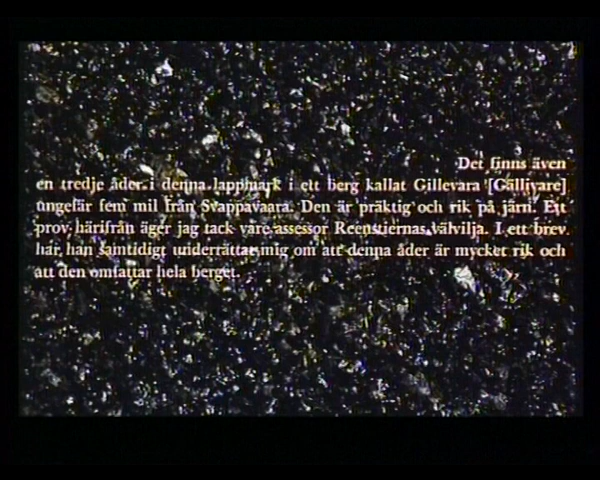 Det finns även
en tredje åder i denna lappmark i ett berg kallat Gillevara [Gällivare]
ungefär fem mil från Svappavaara. Den är präktig och rik på järn. Ett
prov härifrån äger jag tack vare assessor Reenstiernas välvilja. I ett brev
har han samtidigt underrättat mig om att denna åder är mycket rik och
att den omfattar hela berget.